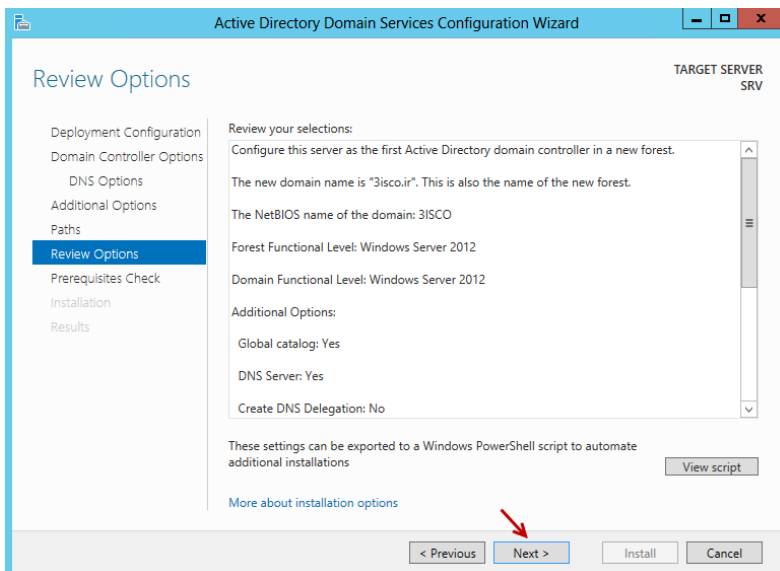 Active Directory Domain Services Configuration Wizard
Review Options
TARGET SERVER
SRV
Deployment Configuration
Domain Controller Options
DNS Options
Additional Options
Paths
Review Options
Prerequisites Check
Installation
Results
Review your selections:
Configure this server as the first Active Directory domain controller in a new forest.
The new domain name is "3isco.ir". This is also the name of the new forest.
The NetBIOS name of the domain: 3ISCO
Forest Functional Level: Windows Server 2012
Domain Functional Level: Windows Server 2012
Additional Options:
Global catalog: Yes
DNS Server: Yes
Create DNS Delegation: No
These settings can be exported to a Windows PowerShell script to automate
additional installations
View script
More about installation options
< Previous
Next >
Install
Cancel